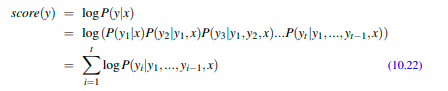 score(y) = log P(y|x)
= log (P(y₁|x)P(y₂|y₁,x)P(y₃|y₁,y₂,x)...P(yₜ|y₁,...,yₜ₋₁,x))
= ∑ᵢ₌₁ᵗ log P(yᵢ|y₁,...,yᵢ₋₁,x) (10.22)